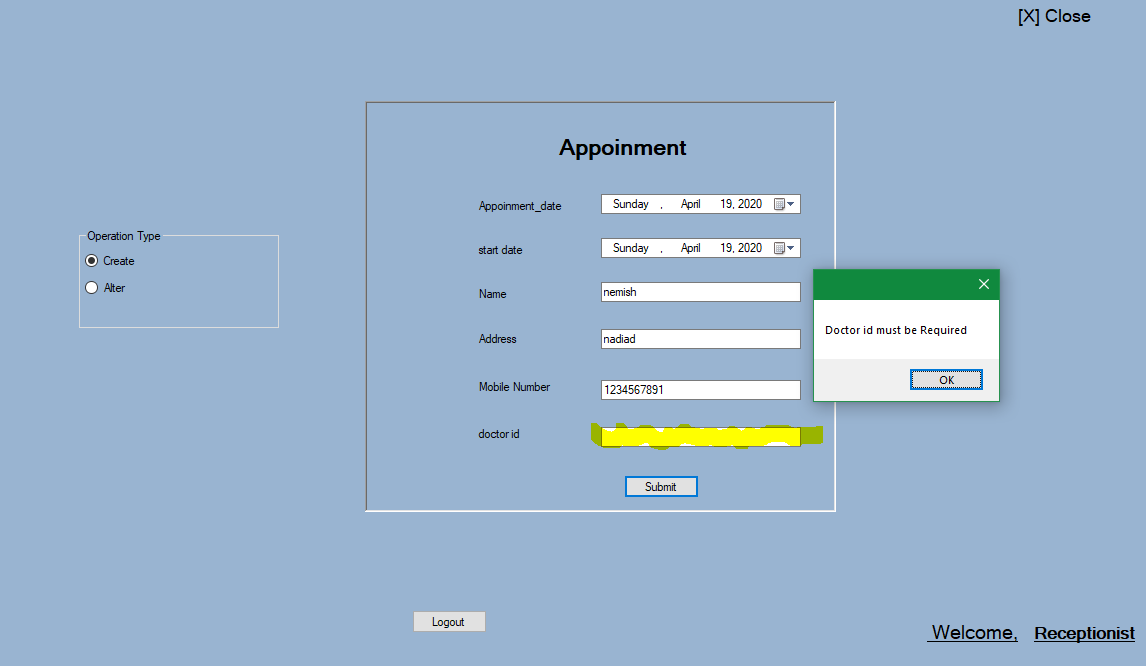 [X] Close
Appoinment
Appoinment_date
Sunday , April 19, 2020
start date
Sunday , April 19, 2020
Operation Type
Create
Alter
Name
nemish
Address
nadiad
Mobile Number
1234567891
doctor id
Submit
Doctor id must be Required
OK
Logout
Welcome, Receptionist